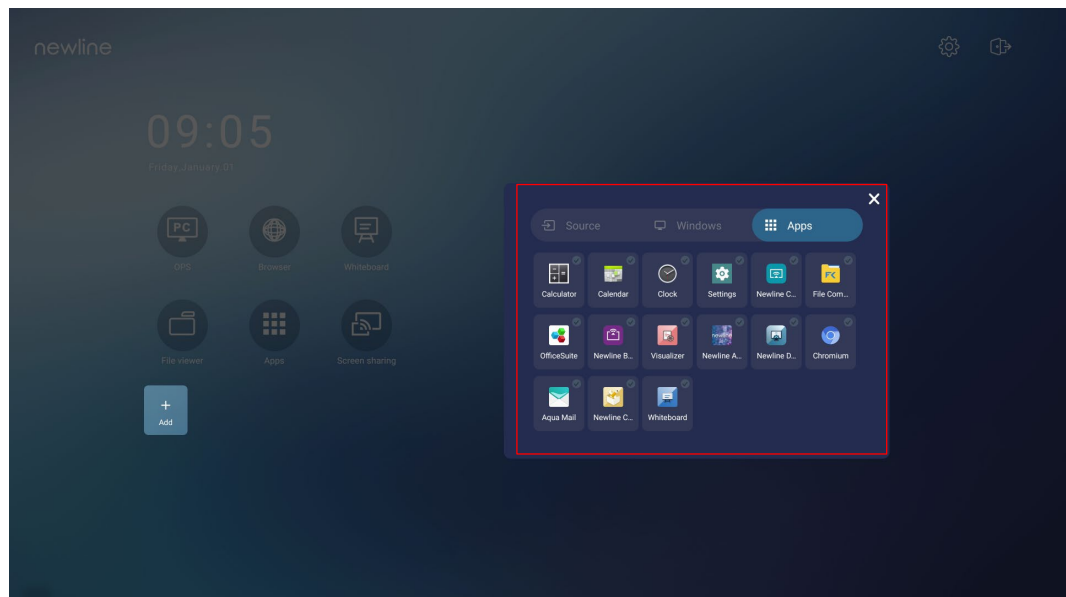 newline
09:05
Friday, January 01
PC
OPS
Browser
Whiteboard
File viewer
Apps
Screen sharing
+
Add
Source
Windows
Apps
Calculator
Calendar
Clock
Settings
Newline C...
File Com...
OfficeSuite
Newline B...
Visualizer
Newline A...
Newline D...
Chromium
Aqua Mail
Newline C...
Whiteboard